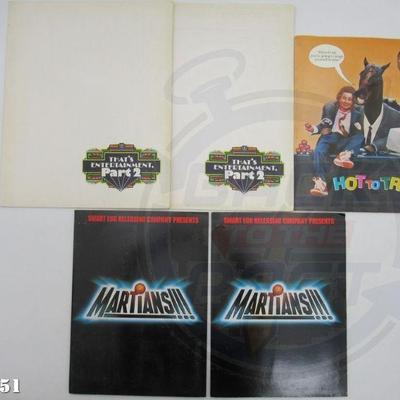 THAT'S
ENTERTAINMENT,
Part 2
THAT'S
ENTERTAINMENT,
Part 2
HOT TO TR
SMART EGG RELEASING COMPANY PRESENTS
MARTIANS!!!
SMART EGG RELEASING COMPANY PRESENTS
MARTIANS!!!
51